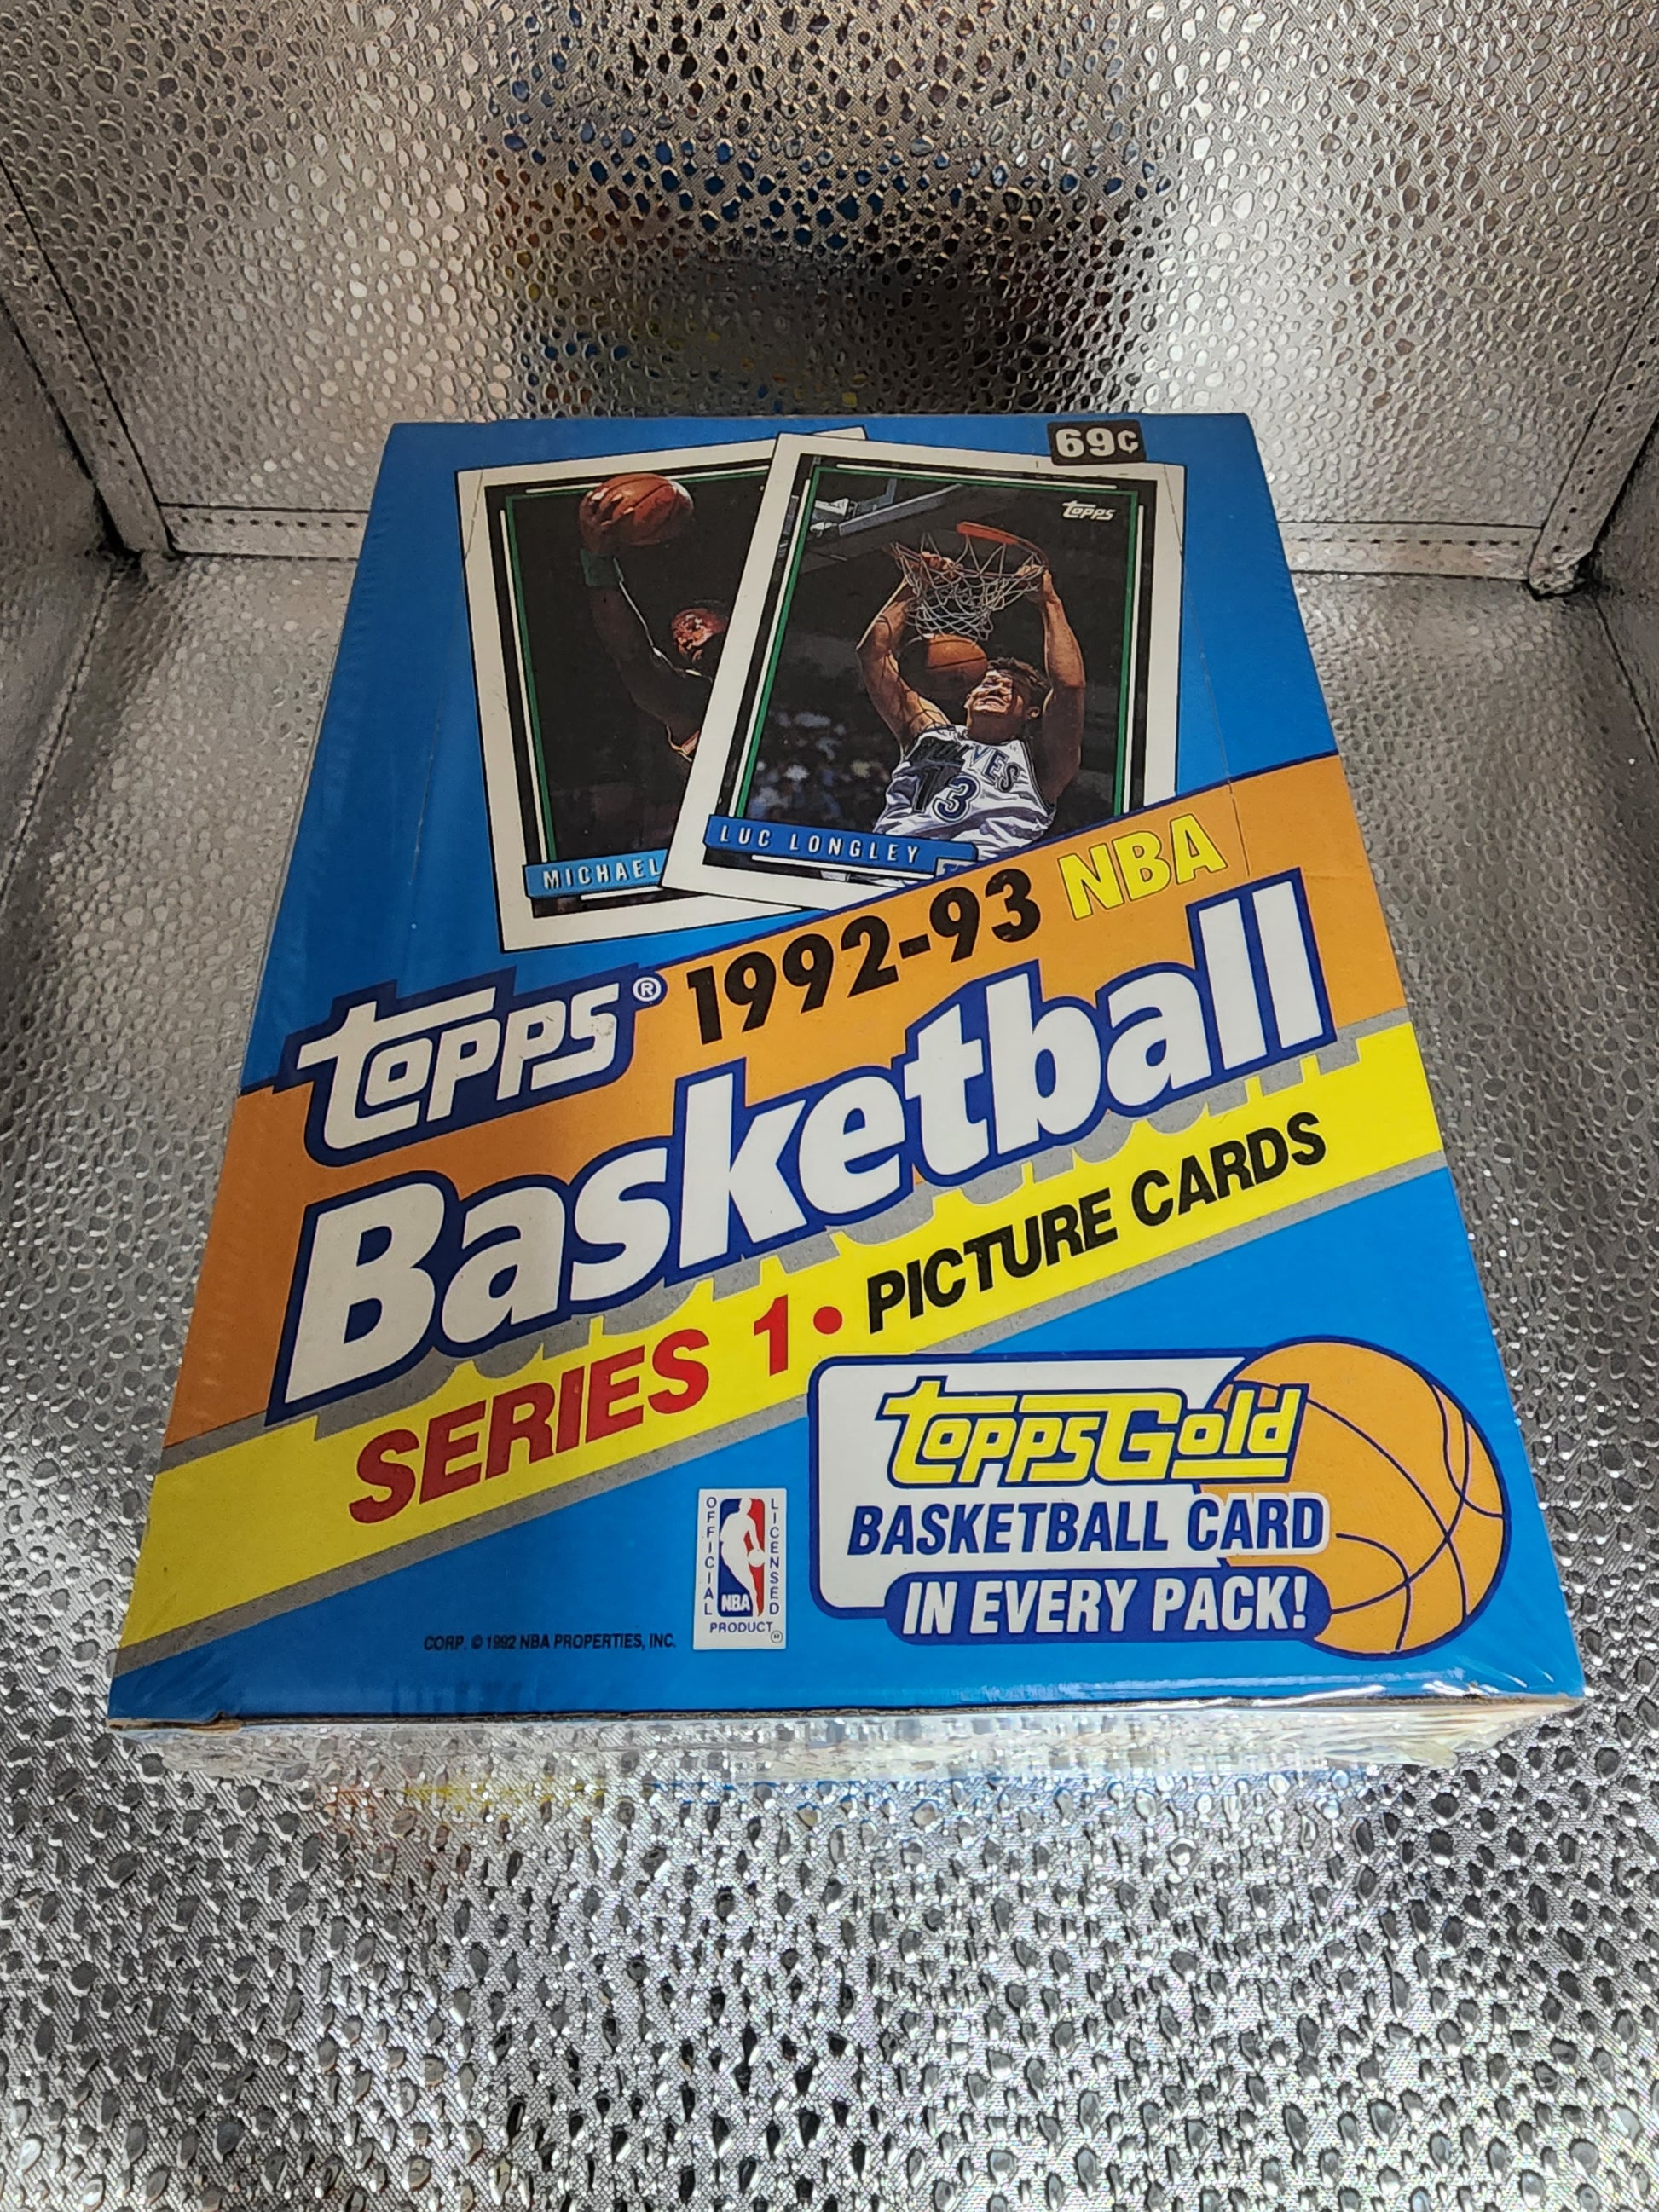 69¢
Topps
WOLVES
13
MICHAEL
LUC LONGLEY
Topps® 1992-93 NBA
Basketball
SERIES 1 • PICTURE CARDS
ToppsGold
BASKETBALL CARD
IN EVERY PACK!
OFFICIAL
LICENSED
NBA
PRODUCT
CORP. © 1992 NBA PROPERTIES, INC.